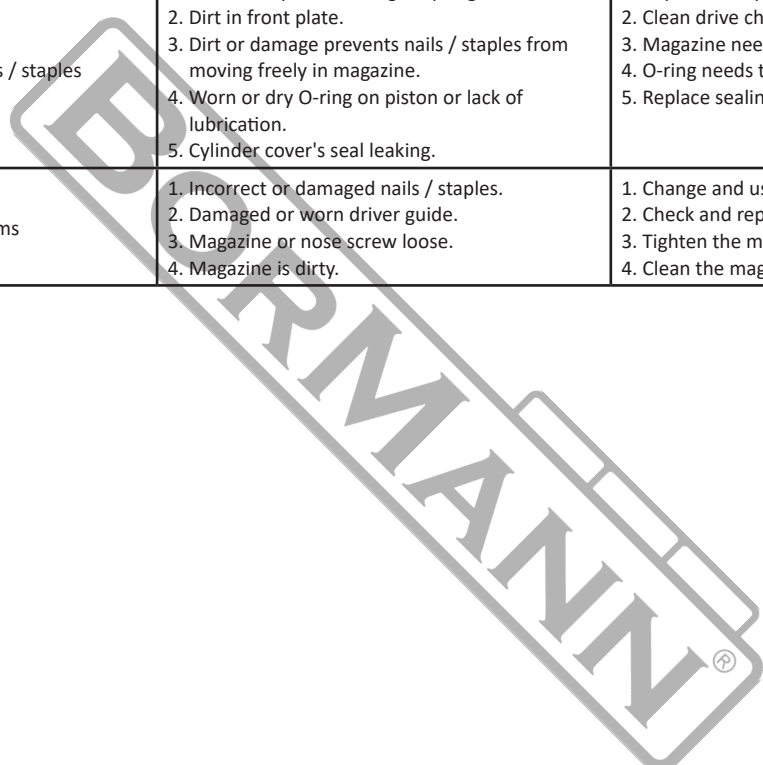 2. Dirt in front plate.
3. Dirt or damage prevents nails / staples from
moving freely in magazine.
4. Worn or dry O-ring on piston or lack of
lubrication.
5. Cylinder cover's seal leaking.
/ staples
2. Clean drive ch
3. Magazine nee
4. O-ring needs t
5. Replace sealin
1. Incorrect or damaged nails / staples.
2. Damaged or worn driver guide.
3. Magazine or nose screw loose.
4. Magazine is dirty.
ms
1. Change and us
2. Check and rep
3. Tighten the m
4. Clean the mag
BORMANN®